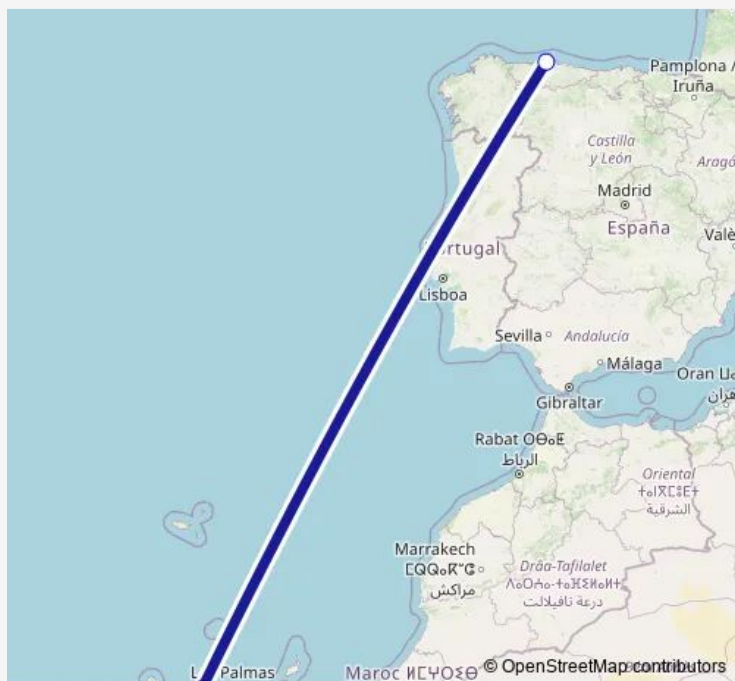 Pamplona /
Iruña
Castilla
y León
Aragó
Madrid
España
Valè
Portugal
Lisboa
Sevilla
Andalucía
Málaga
Gibraltar
Oran
Rabat ⵔⴱⴰⵟ
الرباط
Oriental
الشرقية
Marrakech
مراكش
Drâa-Tafilalet
درعة تافيلالت
Palmas
Maroc
© OpenStreetMap contributors